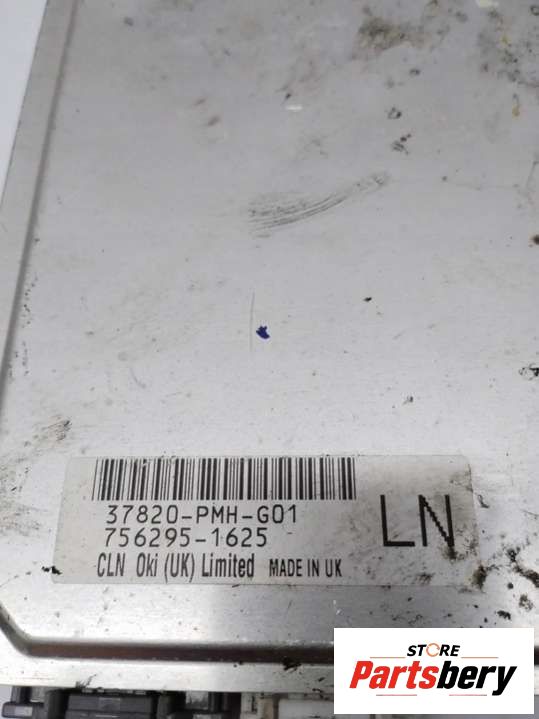 37820-PMH-G01
756295-1625
LN
CLN Oki (UK) Limited MADE IN UK
STORE
Partsbery